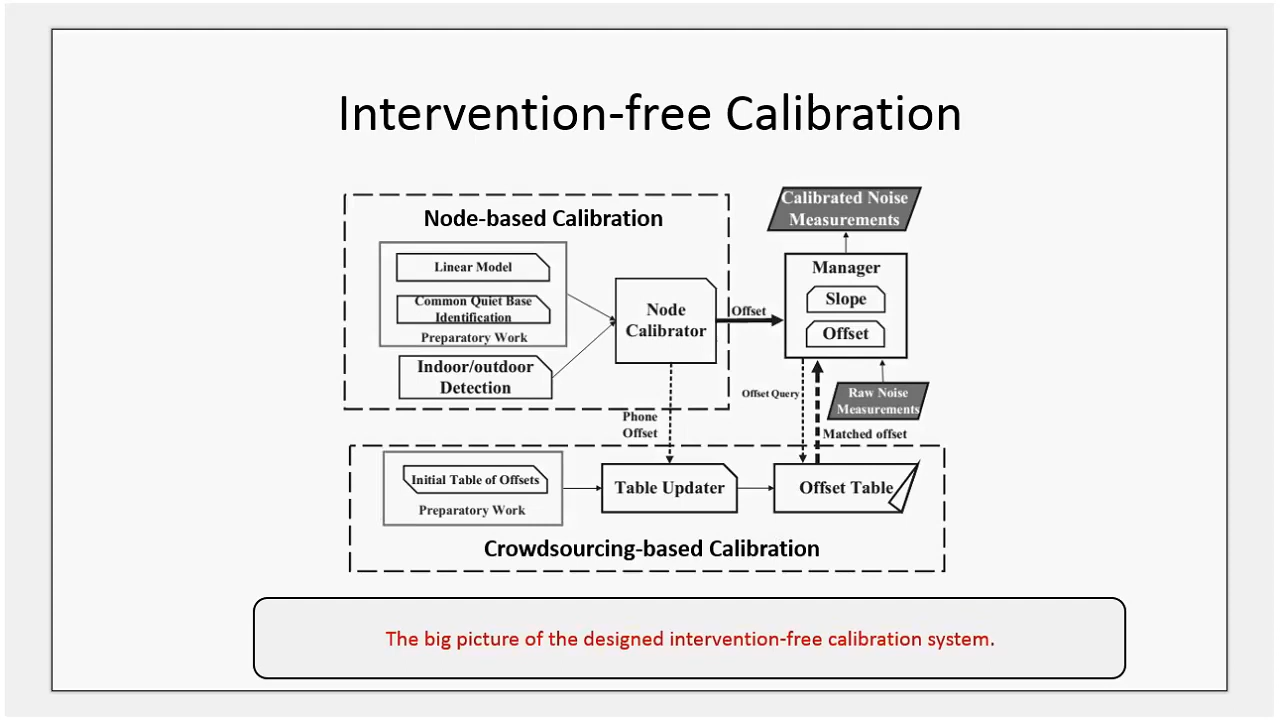 Intervention-free Calibration
Node-based Calibration
Linear Model
Common Quiet Base
Identification
Preparatory Work
Indoor/outdoor
Detection
Node
Calibrator
Offset
Calibrated Noise
Measurements
Manager
Slope
Offset
Raw Noise
Measurements
Offset Query
Matched offset
Phone
Offset
Initial Table of Offsets
Preparatory Work
Table Updater
Offset Table
Crowdsourcing-based Calibration
The big picture of the designed intervention-free calibration system.